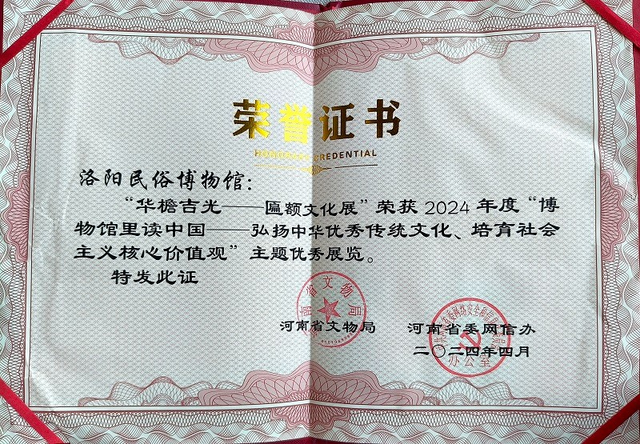 荣誉证书
HONORARY CREDENTIAL
洛阳民俗博物馆：
“华檐吉光——匾额文化展”荣获 2024 年度“博
物馆里读中国——弘扬中华优秀传统文化、培育社会
主义核心价值观”主题优秀展览。
特发此证
河南省文物局
河南省委网信办
二〇二四年四月
办公室